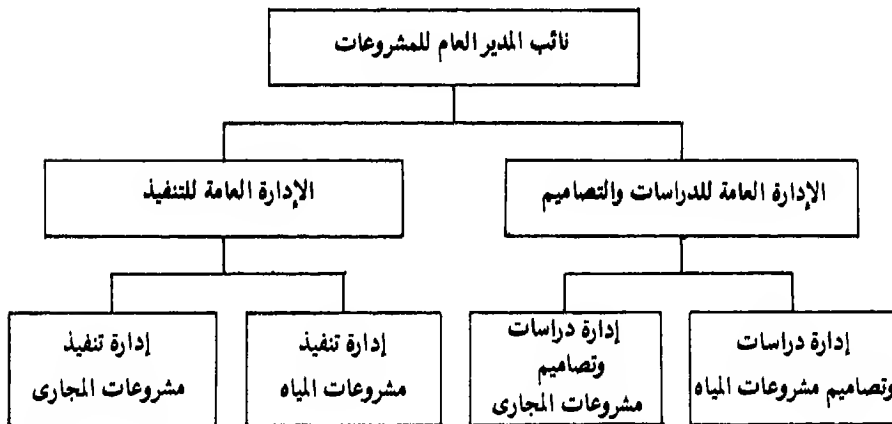 نائب المدير العام للمشروعات
الإدارة العامة للدراسات والتصاميم
الإدارة العامة للتنفيذ
إدارة دراسات
وتصاميم مشروعات المياه
إدارة دراسات
وتصاميم
مشروعات المجارى
إدارة تنفيذ
مشروعات المياه
إدارة تنفيذ
مشروعات المجارى